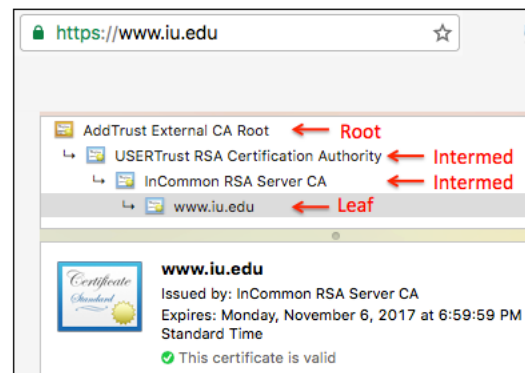 https://www.iu.edu
AddTrust External CA Root Root
USERTrust RSA Certification Authority Intermed
InCommon RSA Server CA Intermed
www.iu.edu Leaf
Certificate
Standard
www.iu.edu
Issued by: InCommon RSA Server CA
Expires: Monday, November 6, 2017 at 6:59:59 PM
Standard Time
This certificate is valid